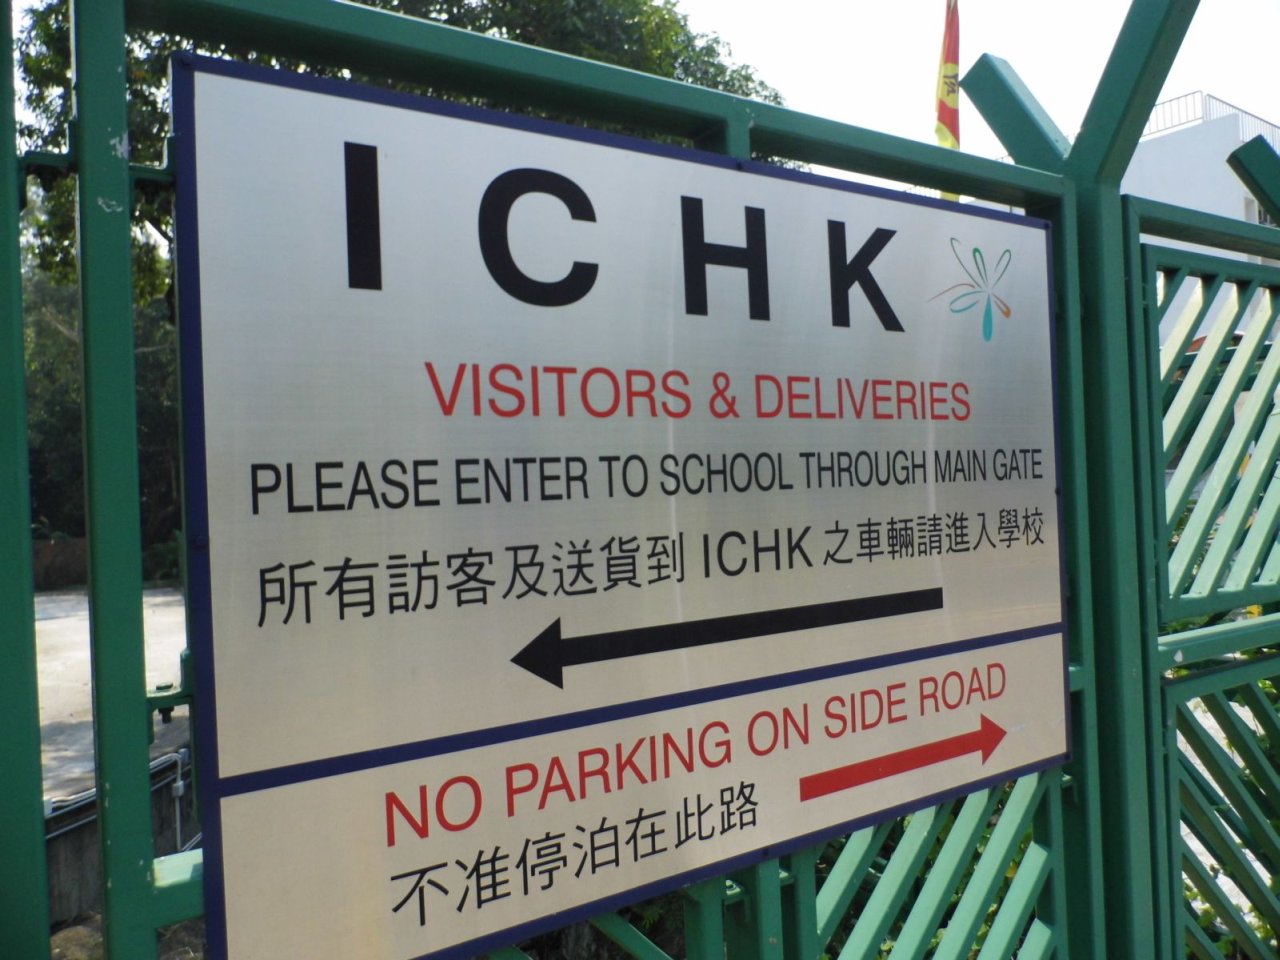 ICHK
VISITORS & DELIVERIES
PLEASE ENTER TO SCHOOL THROUGH MAIN GATE
所有訪客及送貨到 ICHK 之車輛請進入學校
NO PARKING ON SIDE ROAD
不准停泊在此路